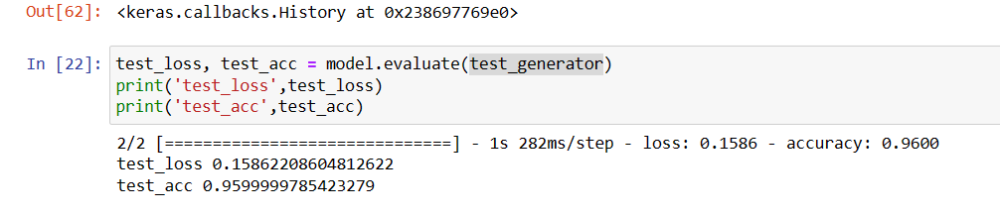 Out[62]: <keras.callbacks.History at 0x238697769e0>
In [22]: test_loss, test_acc = model.evaluate(test_generator)
print('test_loss',test_loss)
print('test_acc',test_acc)
2/2 [==============================] - 1s 282ms/step - loss: 0.1586 - accuracy: 0.9600
test_loss 0.15862208604812622
test_acc 0.9599999785423279